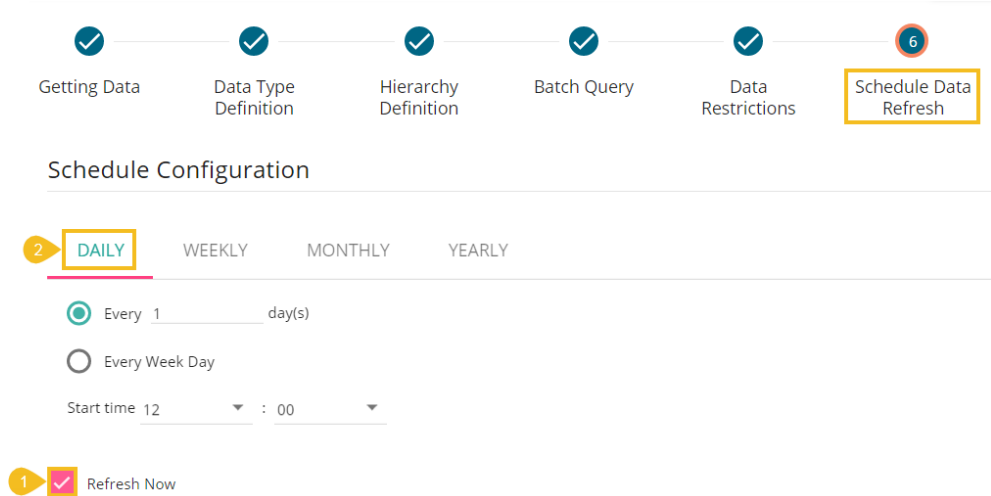 6
Getting Data
Data Type
Definition
Hierarchy
Definition
Batch Query
Data
Restrictions
Schedule Data
Refresh
Schedule Configuration
2 DAILY WEEKLY MONTHLY YEARLY
Every 1 day(s)
Every Week Day
Start time 12 : 00
1 Refresh Now